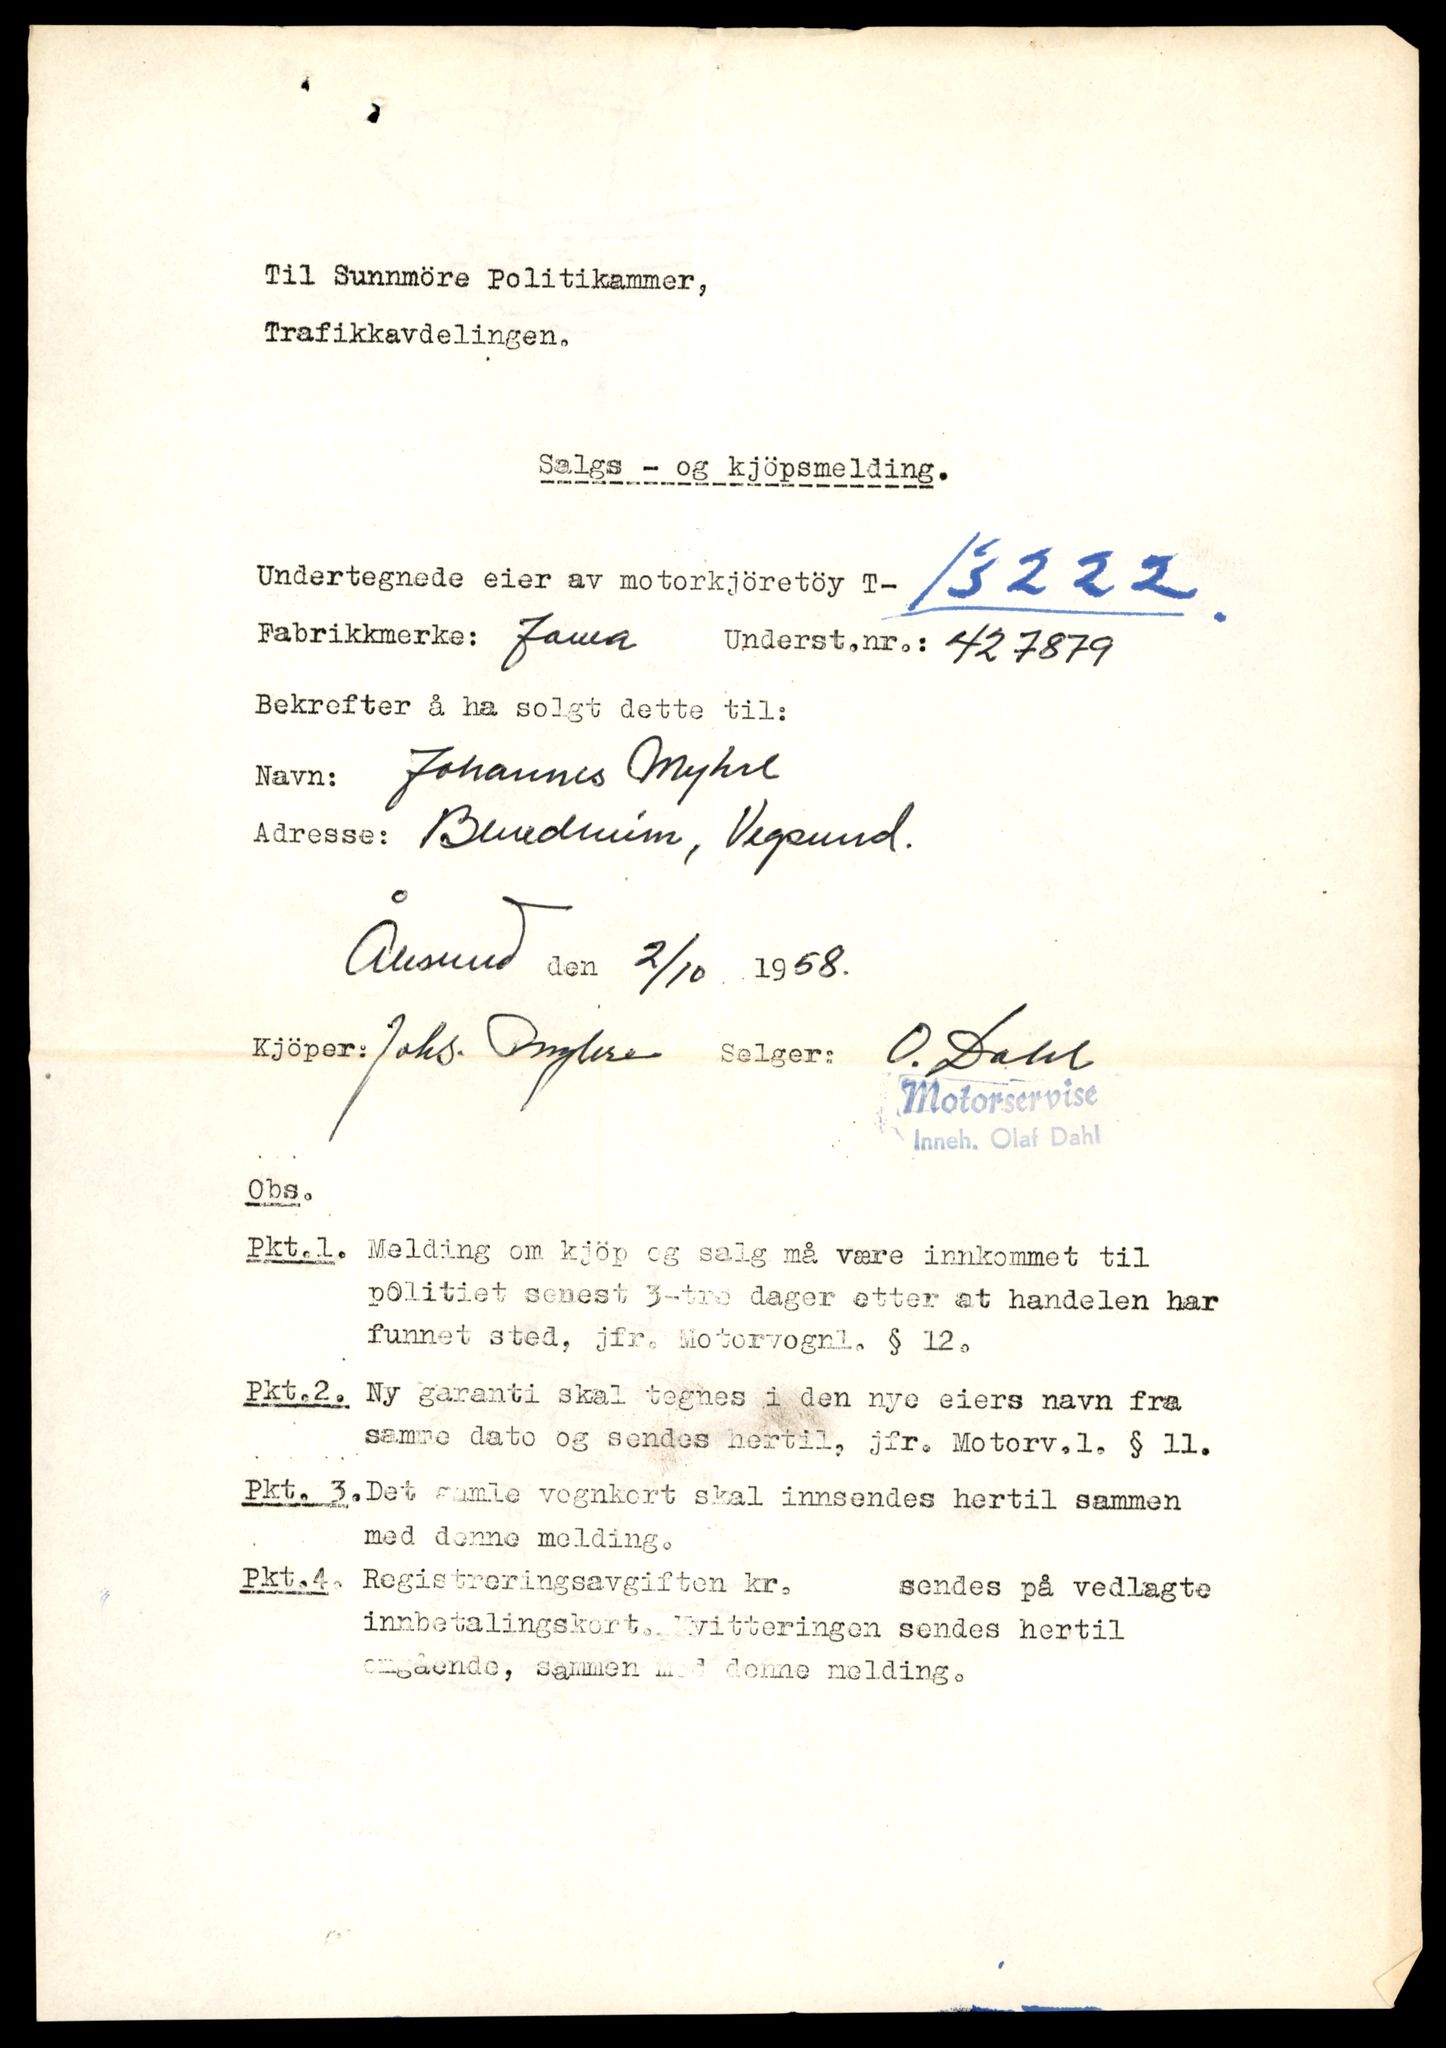 Til Sunnmöre Politikammer,
Trafikkavdelingen.
Salgs - og kjöpsmelding.
Undertegnede eier av motorkjöretöy T- 13222.
Fabrikkmerke: Jawa Underst.nr.: 427879
Bekrefter å ha solgt dette til:
Navn: Johannes Myhre
Adresse: Vegsund.
Ålesund den 2/10 1958.
Kjöper: Johs. Myhre Selger: O. Dahl
Motorservise
Inneh. Olaf Dahl
Obs.
Pkt.1. Melding om kjöp og salg må være innkommet til
politiet senest 3-tre dager etter at handelen har
funnet sted, jfr. Motorvognl. § 12.
Pkt.2. Ny garanti skal tegnes i den nye eiers navn fra
samme dato og sendes hertil, jfr. Motorv.l. § 11.
Pkt. 3. Det gamle vognkort skal innsendes hertil sammen
med denne melding.
Pkt.4. Registreringsavgiften kr. sendes på vedlagte
innbetalingskort. Kvitteringen sendes hertil
omgående, sammen med denne melding.